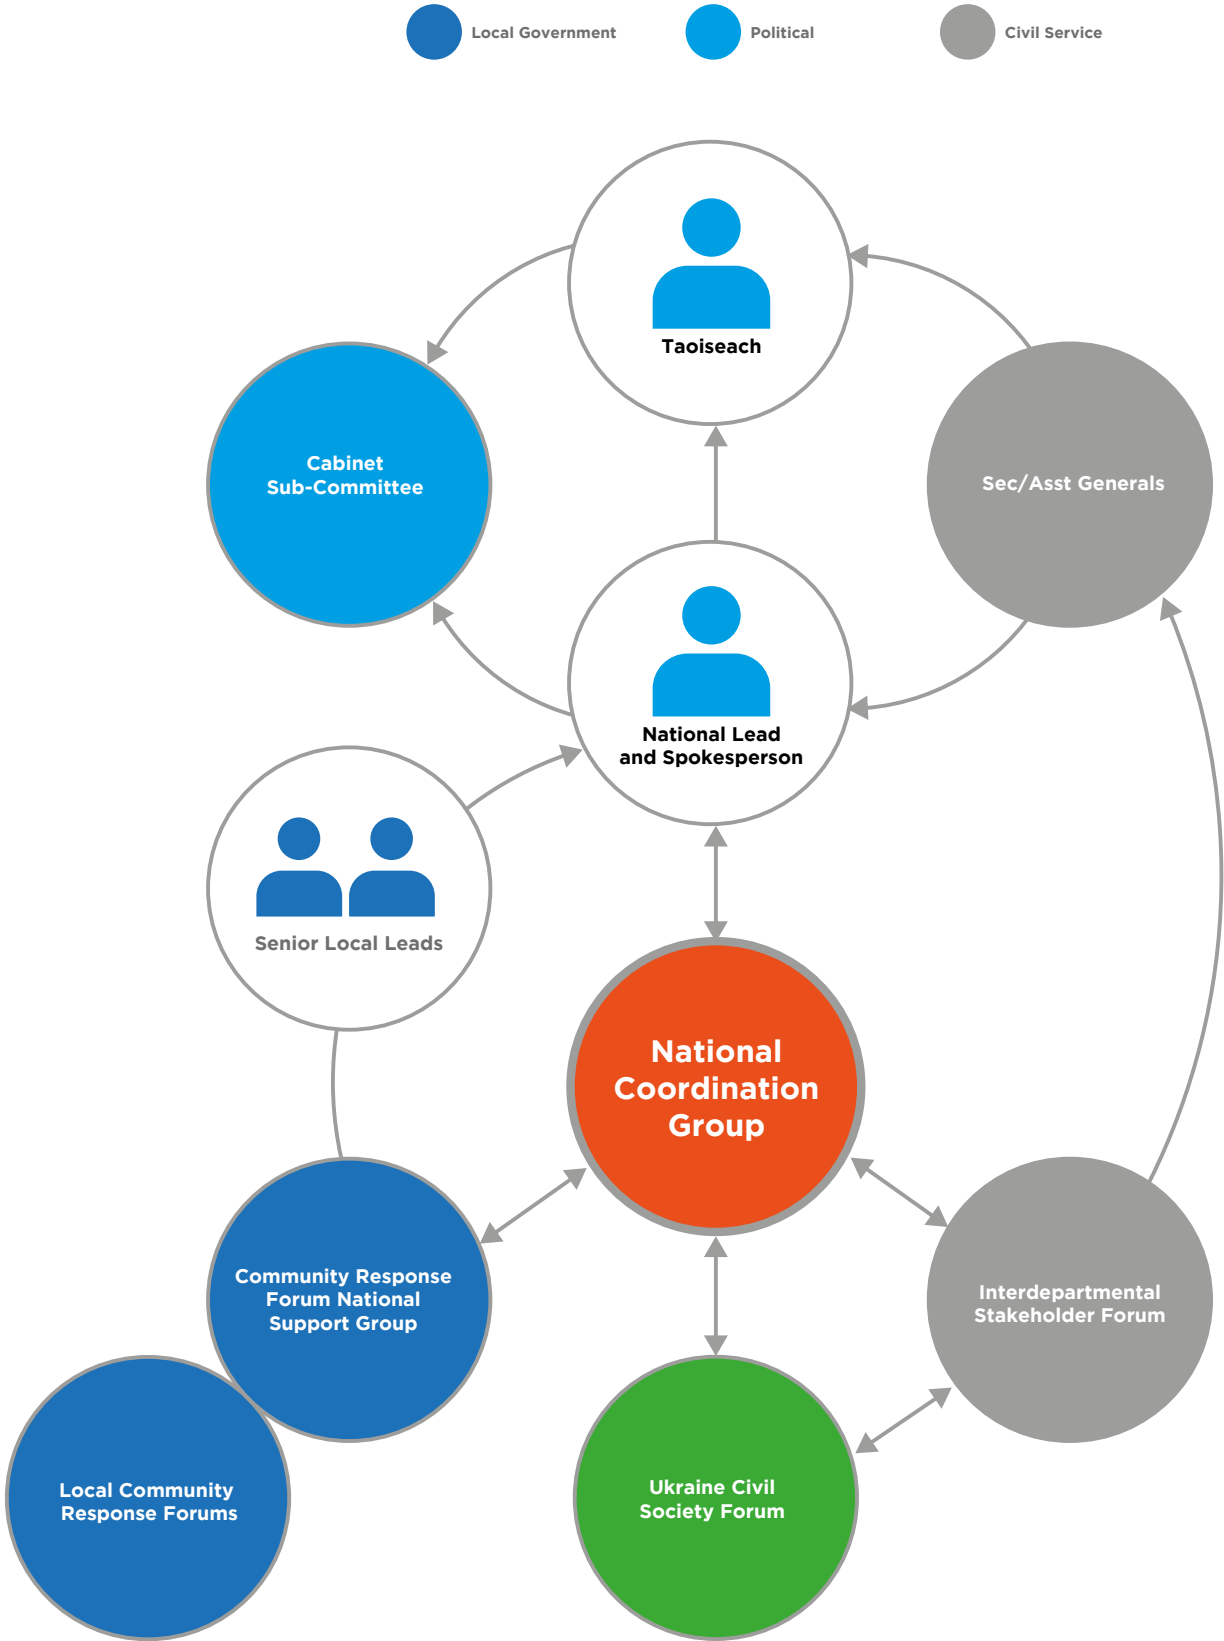 Local Government
Political
Civil Service
Taoiseach
Cabinet
Sub-Committee
Sec/Asst Generals
National Lead
and Spokesperson
Senior Local Leads
National
Coordination
Group
Community Response
Forum National
Support Group
Interdepartmental
Stakeholder Forum
Local Community
Response Forums
Ukraine Civil
Society Forum